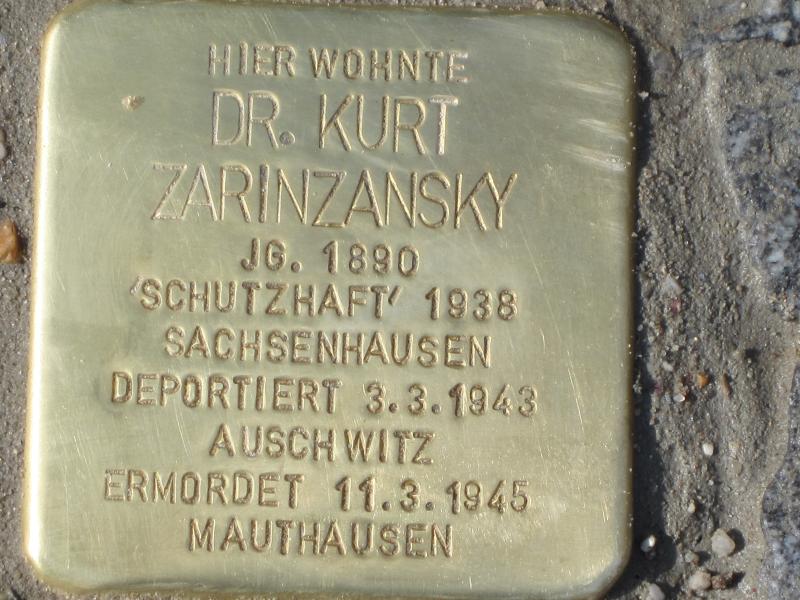 HIER WOHNTE
DR. KURT
ZARINZANSKY
JG. 1890
'SCHUTZHAFT' 1938
SACHSENHAUSEN
DEPORTIERT 3.3.1943
AUSCHWITZ
ERMORDET 11.3.1945
MAUTHAUSEN